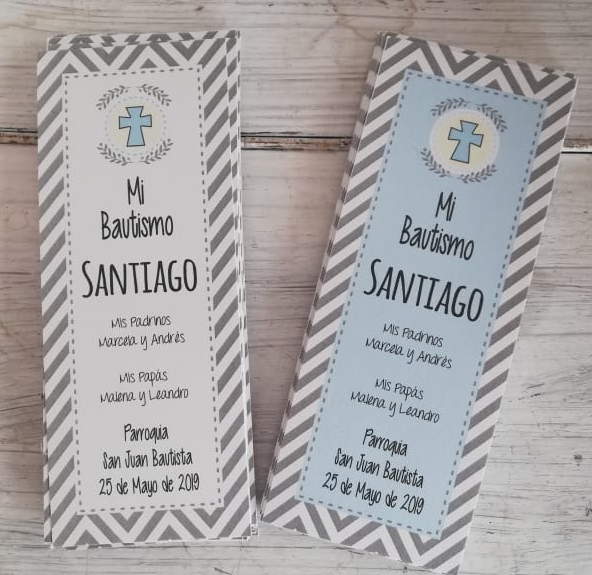 Mi
Bautismo
SANTIAGO
Mis Padrinos
Marcela y Andrés
Mis Papás
Malena y Leandro
Parroquia
San Juan Bautista
25 de Mayo de 2019
Mi
Bautismo
SANTIAGO
Mis Padrinos
Marcela y Andrés
Mis Papás
Malena y Leandro
Parroquia
San Juan Bautista
25 de Mayo de 2019